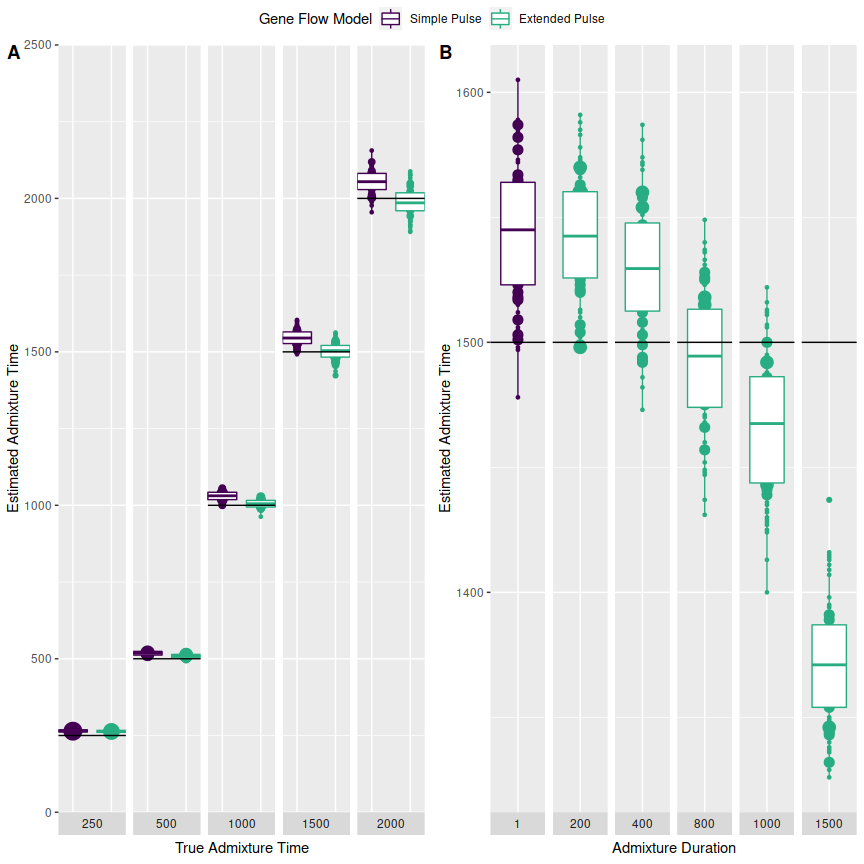 Gene Flow Model Simple Pulse Extended Pulse
A
Estimated Admixture Time
2500
2000
1500
1000
500
0
250 500 1000 1500 2000
True Admixture Time
B
Estimated Admixture Time
1600
1500
1400
1 200 400 800 1000 1500
Admixture Duration